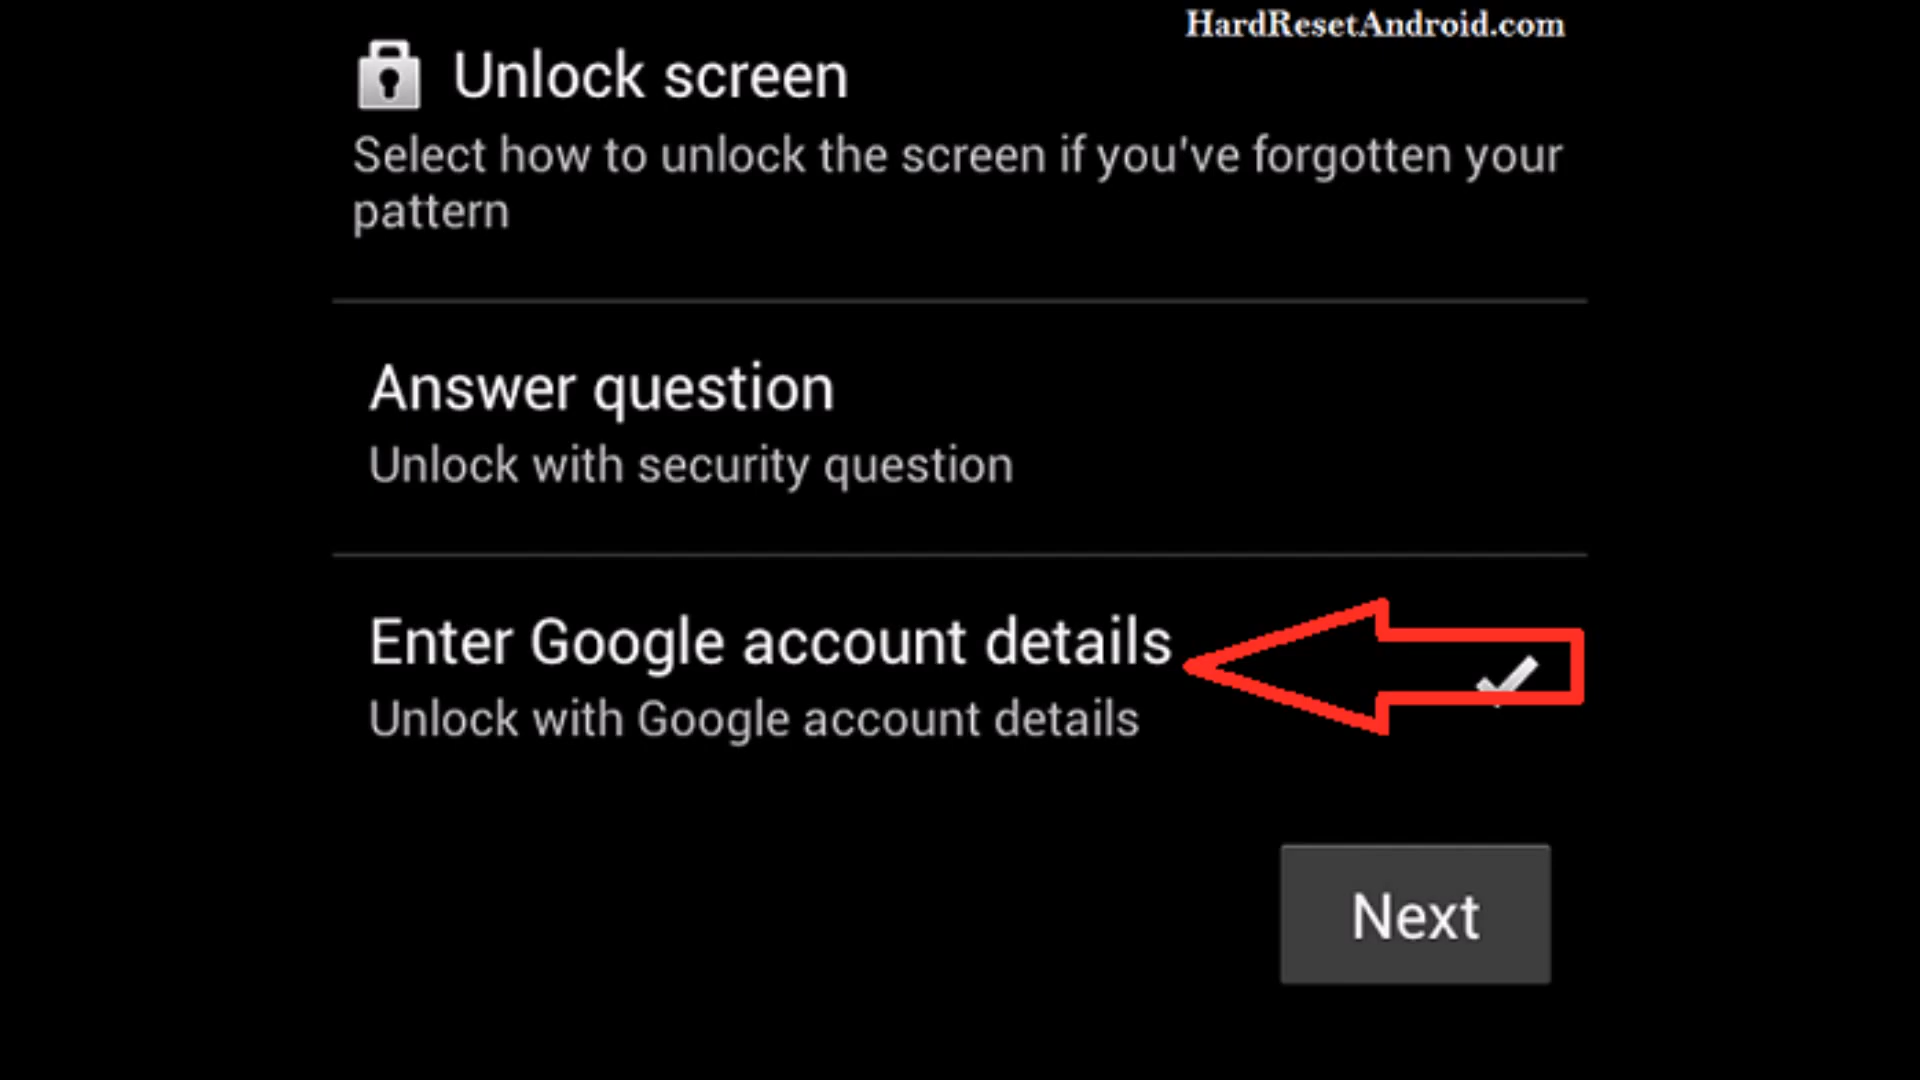 HardResetAndroid.com
Unlock screen
Select how to unlock the screen if you've forgotten your
pattern
Answer question
Unlock with security question
Enter Google account details
Unlock with Google account details
Next